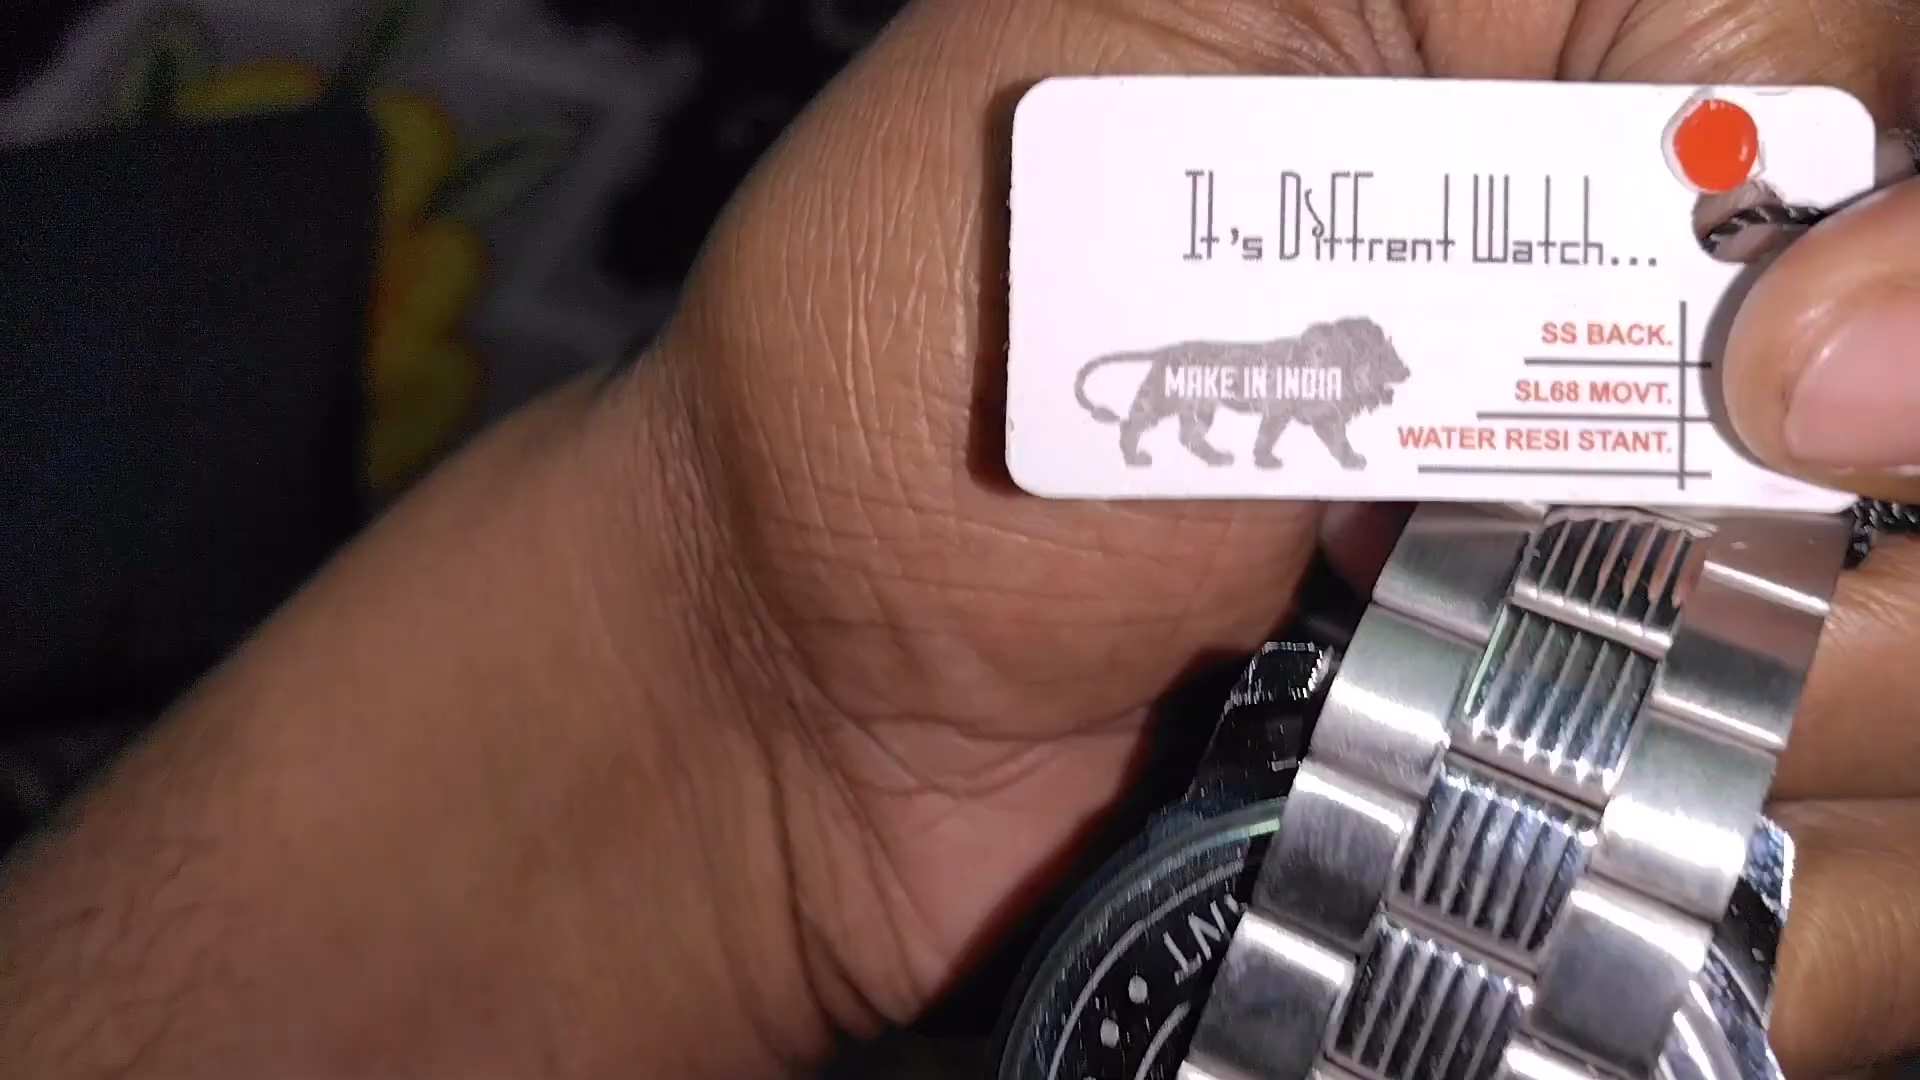 It's Diffrent Watch...
MAKE IN INDIA
SS BACK.
SL68 MOVT.
WATER RESI STANT.